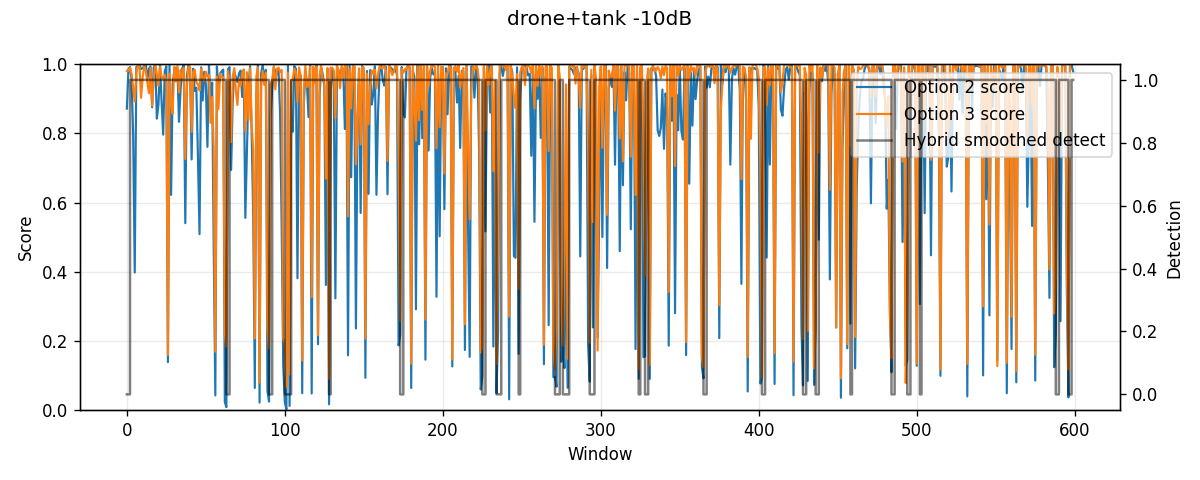 drone+tank -10dB
1.0
0.8
0.6
0.4
0.2
0.0
Score
0
100
200
300
400
500
600
Window
1.0
0.8
0.6
0.4
0.2
0.0
Detection
Option 2 score
Option 3 score
Hybrid smoothed detect